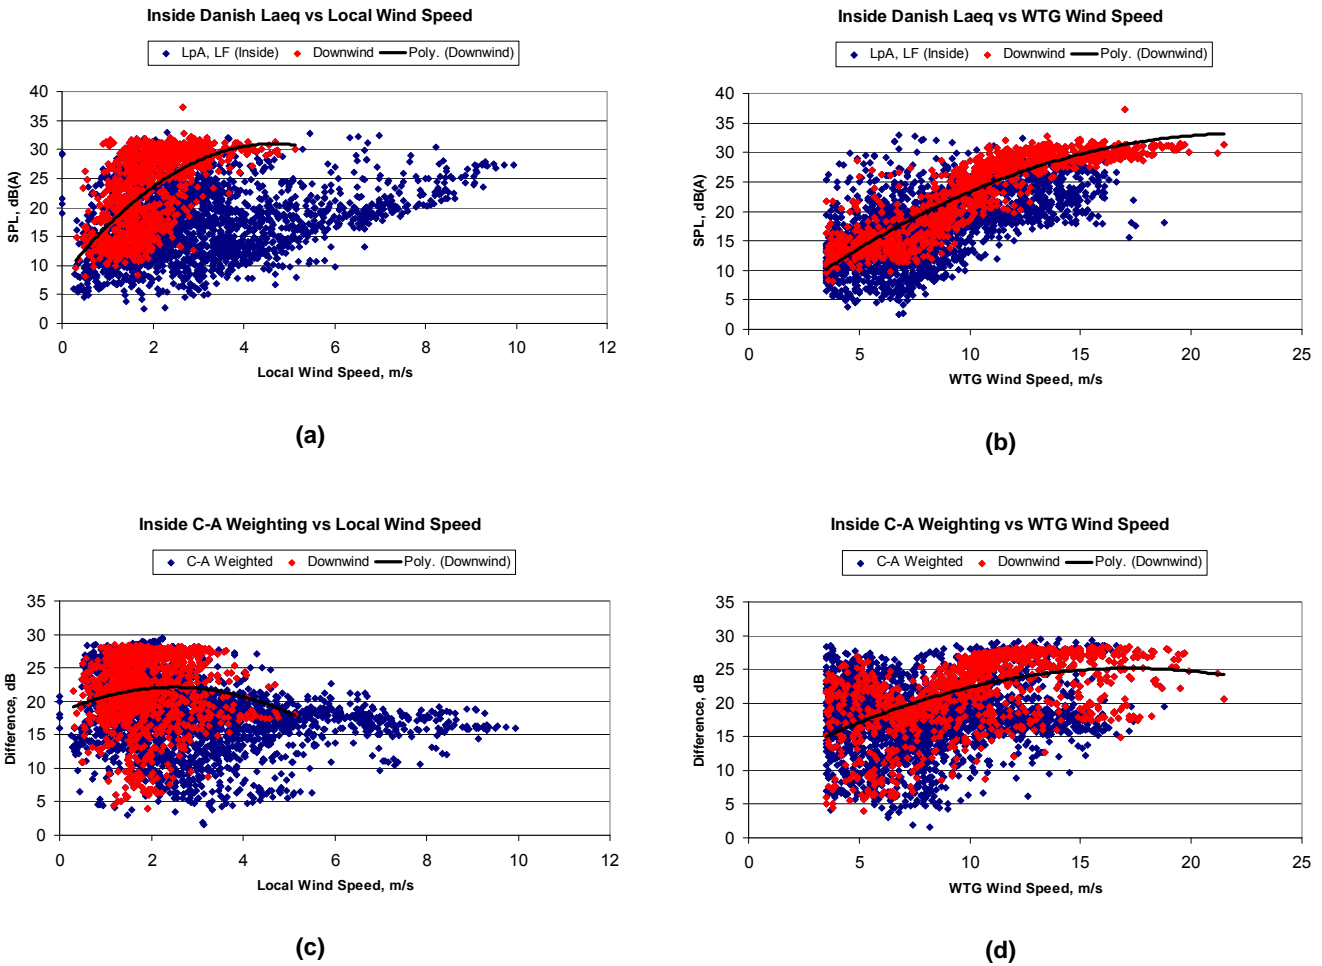 Inside Danish Laeq vs Local Wind Speed
LpA, LF (Inside) Downwind Poly. (Downwind)
SPL, dB(A)
40
35
30
25
20
15
10
5
0
0 2 4 6 8 10 12
Local Wind Speed, m/s
(a)
Inside Danish Laeq vs WTG Wind Speed
LpA, LF (Inside) Downwind Poly. (Downwind)
SPL, dB(A)
40
35
30
25
20
15
10
5
0
0 5 10 15 20 25
WTG Wind Speed, m/s
(b)
Inside C-A Weighting vs Local Wind Speed
C-A Weighted Downwind Poly. (Downwind)
Difference, dB
35
30
25
20
15
10
5
0
0 2 4 6 8 10 12
Local Wind Speed, m/s
(c)
Inside C-A Weighting vs WTG Wind Speed
C-A Weighted Downwind Poly. (Downwind)
Difference, dB
35
30
25
20
15
10
5
0
0 5 10 15 20 25
WTG Wind Speed, m/s
(d)